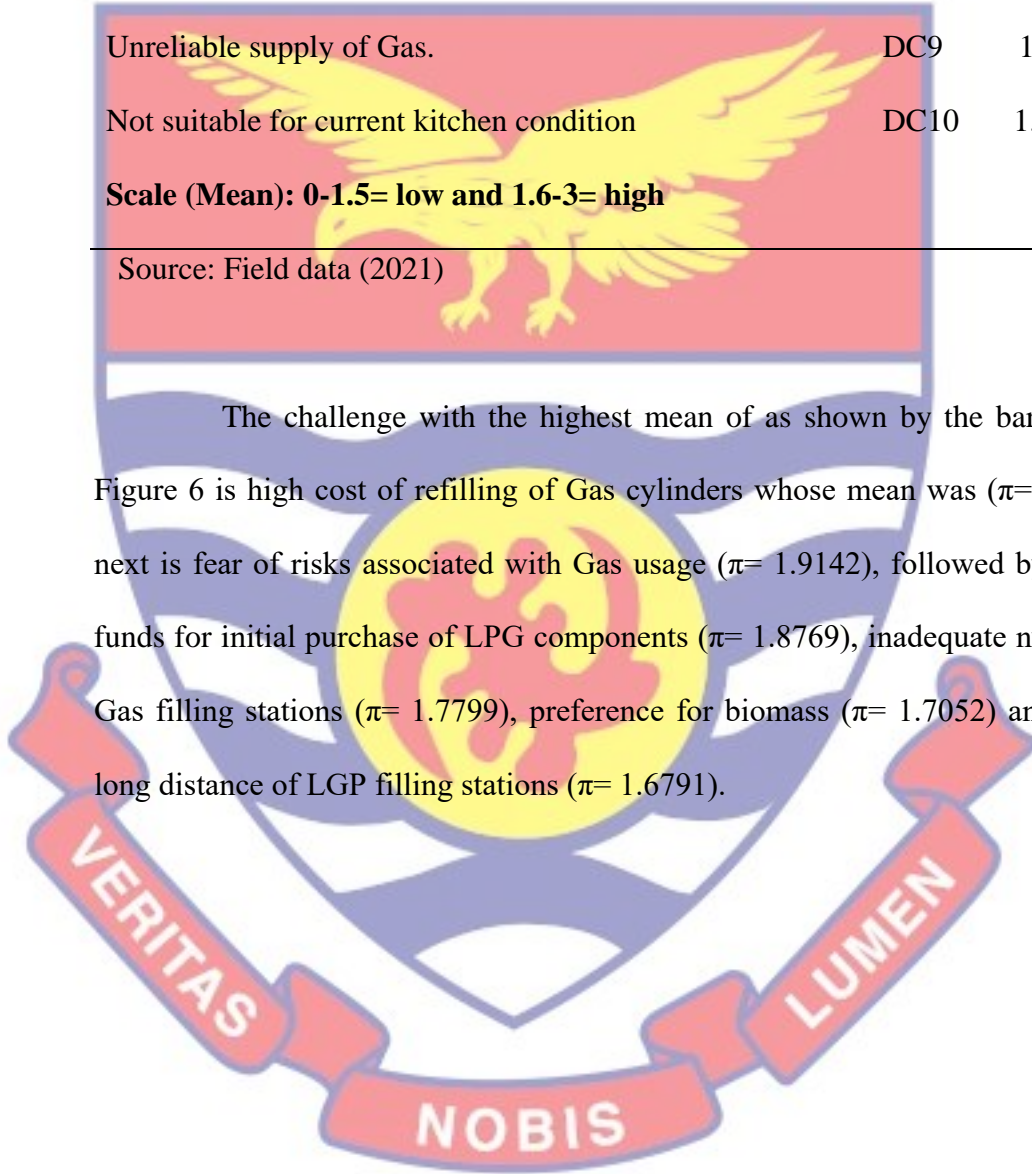 Unreliable supply of Gas. DC9 1
Not suitable for current kitchen condition DC10 1.
Scale (Mean): 0-1.5= low and 1.6-3= high
Source: Field data (2021)
The challenge with the highest mean of as shown by the bar
Figure 6 is high cost of refilling of Gas cylinders whose mean was (π=
next is fear of risks associated with Gas usage (π= 1.9142), followed b
funds for initial purchase of LPG components (π= 1.8769), inadequate n
Gas filling stations (π= 1.7799), preference for biomass (π= 1.7052) an
long distance of LGP filling stations (π= 1.6791).
VERITAS
NOBIS
LUMEN